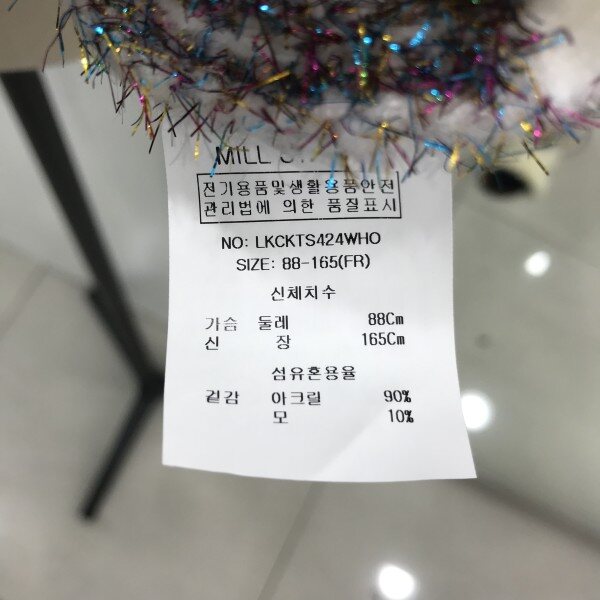 MILL
전기용품및생활용품안전
관리법에 의한 품질표시
NO: LKCKTS424WHO
SIZE: 88-165(FR)
신체치수
가슴 둘레 88Cm
신 장 165Cm
섬유혼용율
겉감 아크릴 90%
모 10%